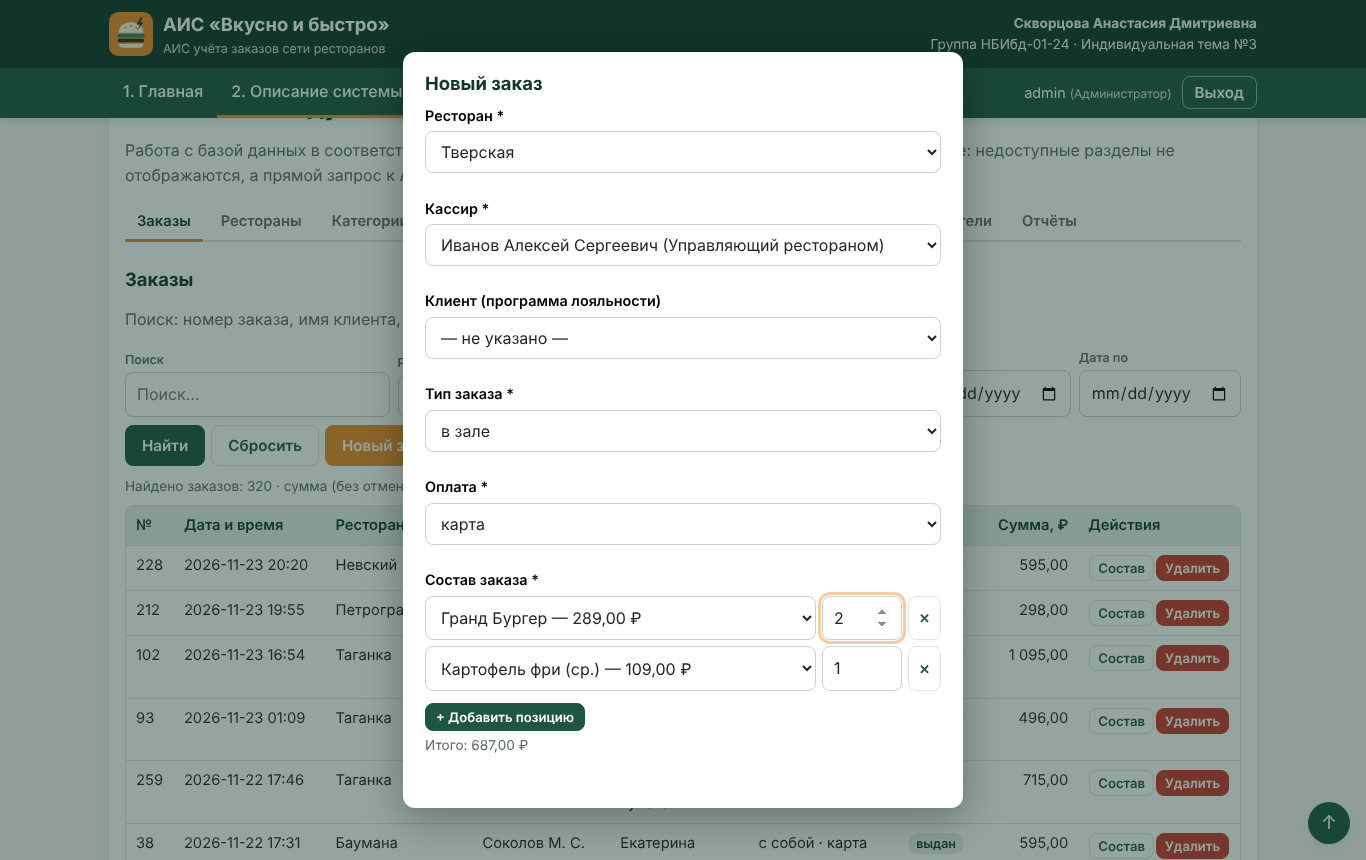 АИС «Вкусно и быстро»
АИС учёта заказов сети ресторанов
Скворцова Анастасия Дмитриевна
Группа НБИбд-01-24 · Индивидуальная тема №3
1. Главная
2. Описание системы
admin (Администратор)
Выход
Работа с базой данных в соответст
е: недоступные разделы не
отображаются, а прямой запрос к
Заказы
Рестораны
Категории
Отчёты
Заказы
Поиск: номер заказа, имя клиента,
Поиск
Дата по
Поиск...
dd/yyyy
mm/dd/yyyy
Найти
Сбросить
Новый з
Найдено заказов: 320 · сумма (без отмен
№
Дата и время
Ресторан
Сумма, ₽
Действия
228
2026-11-23 20:20
Невский
595,00
Состав
Удалить
212
2026-11-23 19:55
Петрогра
298,00
Состав
Удалить
102
2026-11-23 16:54
Таганка
1 095,00
Состав
Удалить
93
2026-11-23 01:09
Таганка
496,00
Состав
Удалить
259
2026-11-22 17:46
Таганка
715,00
Состав
Удалить
38
2026-11-22 17:31
Баумана
Соколов М. С.
Екатерина
с собой · карта
выдан
595,00
Состав
Удалить
Новый заказ
Ресторан *
Тверская
Кассир *
Иванов Алексей Сергеевич (Управляющий рестораном)
Клиент (программа лояльности)
— не указано —
Тип заказа *
в зале
Оплата *
карта
Состав заказа *
Гранд Бургер — 289,00 ₽
2
×
Картофель фри (ср.) — 109,00 ₽
1
×
+ Добавить позицию
Итого: 687,00 ₽